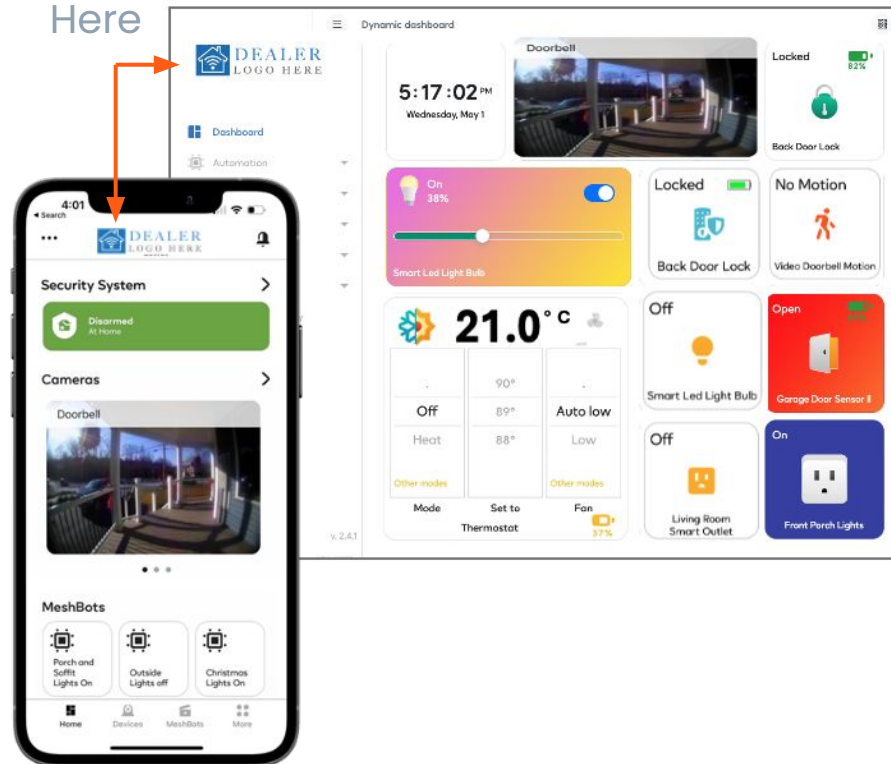 Here
Dynamic dashboard
DEALER
LOGO HERE
Dashboard
Automation
v. 2.4.1
5:17:02 PM
Wednesday, May 1
Doorbell
Locked
82%
Back Door Lock
On
38%
Smart Led Light Bulb
Locked
Back Door Lock
No Motion
Video Doorbell Motion
21.0° C
.
90°
.
Off
89°
Auto low
Heat
88°
Low
Other modes
Other modes
Mode
Set to
Fan
Thermostat
37%
Off
Smart Led Light Bulb
Open
Garage Door Sensor II
Off
Living Room
Smart Outlet
On
Front Porch Lights
4:01
Search
DEALER
LOGO HERE
Security System
Disarmed
At Home
Cameras
Doorbell
MeshBots
Porch and
Soffit
Lights On
Outside
Lights off
Christmas
Lights On
Home
Devices
MeshBots
More